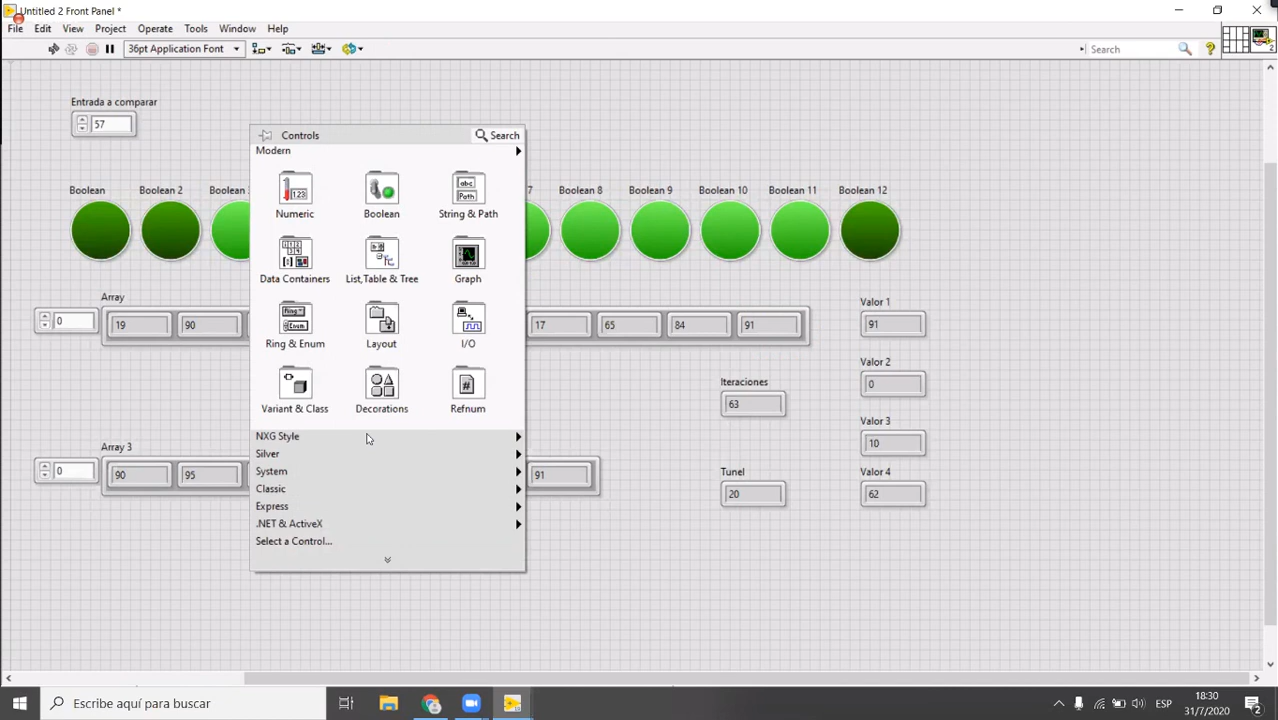 Untitled 2 Front Panel *
File Edit View Project Operate Tools Window Help
36pt Application Font
Search
2
Entrada a comparar
57
Controls
Search
Modern
Numeric Boolean String & Path
Data Containers List,Table & Tree Graph
Ring & Enum Layout I/O
Variant & Class Decorations Refnum
NXG Style
Silver
System
Classic
Express
.NET & ActiveX
Select a Control...
Boolean Boolean 2 Boolean 7 Boolean 8 Boolean 9 Boolean 10 Boolean 11 Boolean 12
Array
0 19 90 17 65 84 91
Valor 1
91
Valor 2
0
Iteraciones
63
Valor 3
10
Array 3
0 90 95 91
Tunel
20
Valor 4
62
Escribe aquí para buscar
ESP
18:30
31/7/2020
2